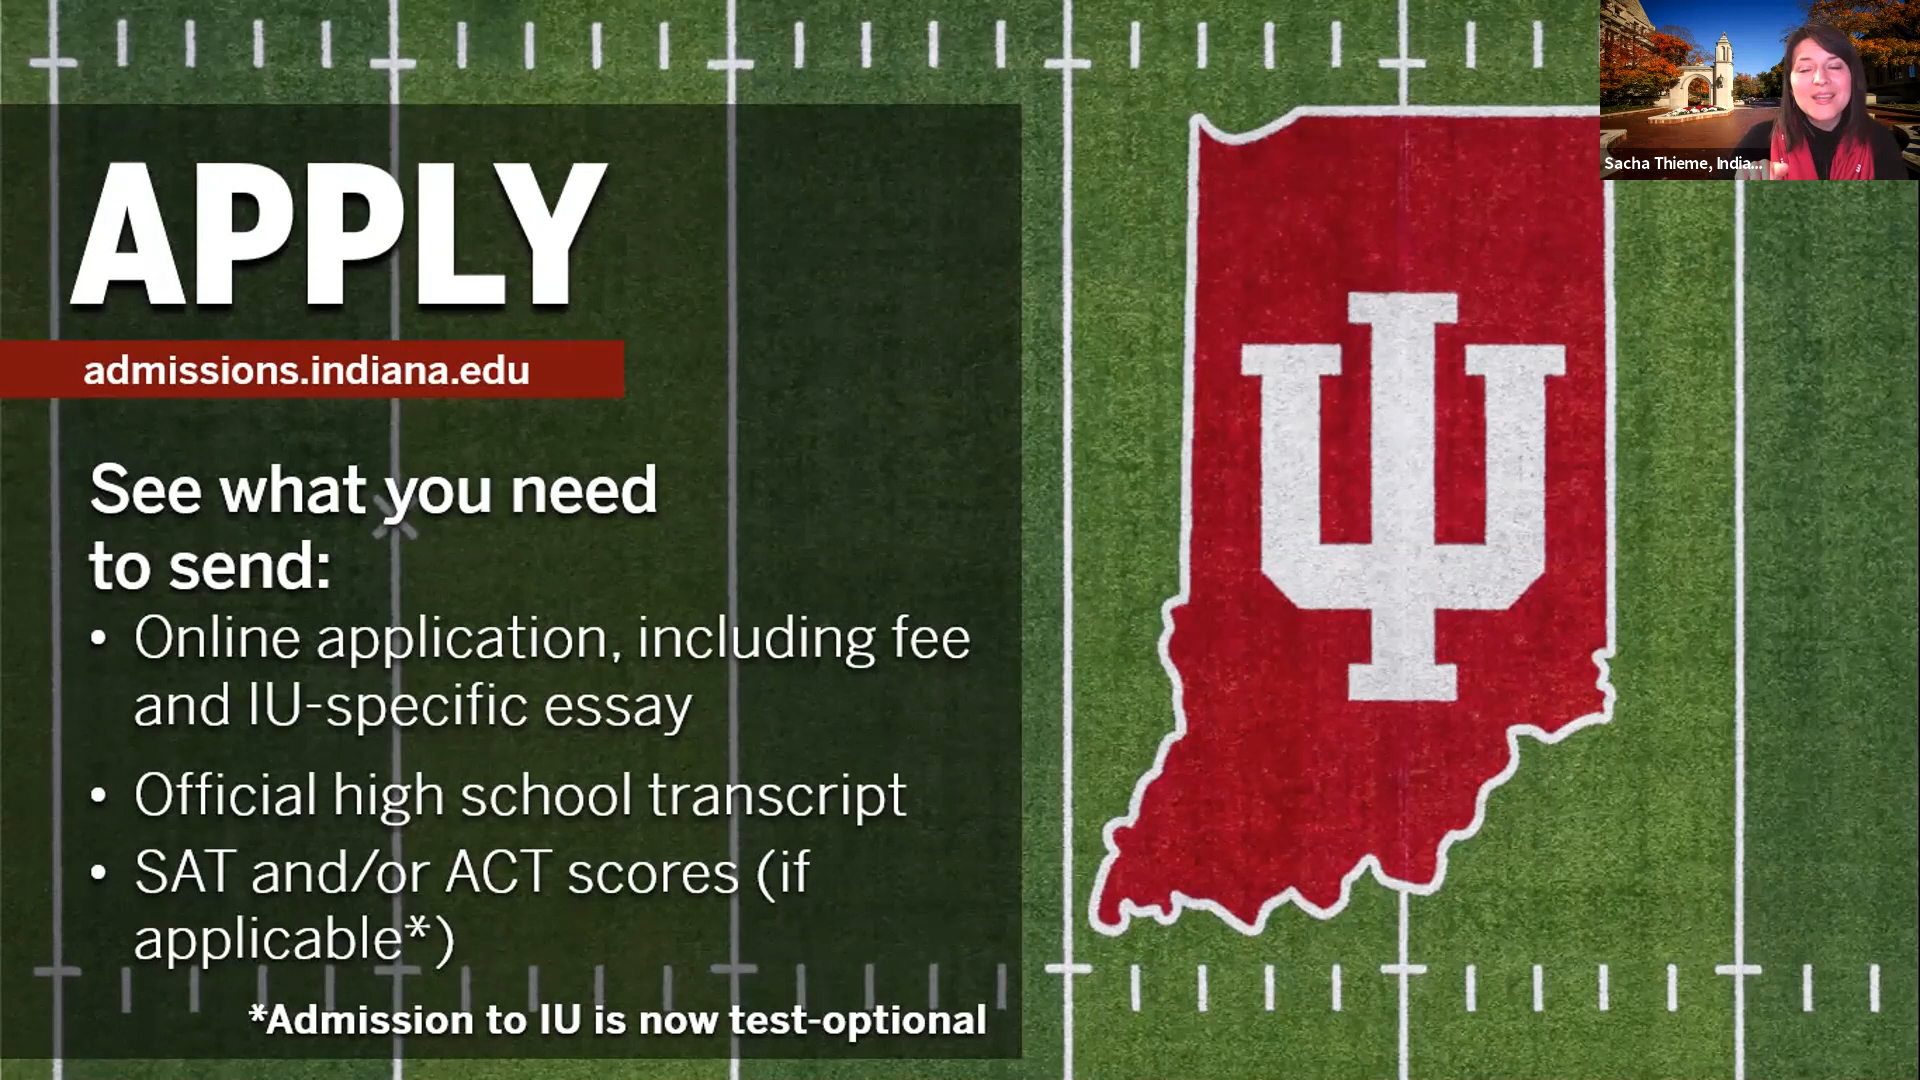 APPLY
admissions.indiana.edu
See what you need
to send:
• Online application, including fee
and IU-specific essay
• Official high school transcript
• SAT and/or ACT scores (if
applicable*)
*Admission to IU is now test-optional
IU
Sacha Thieme, India...